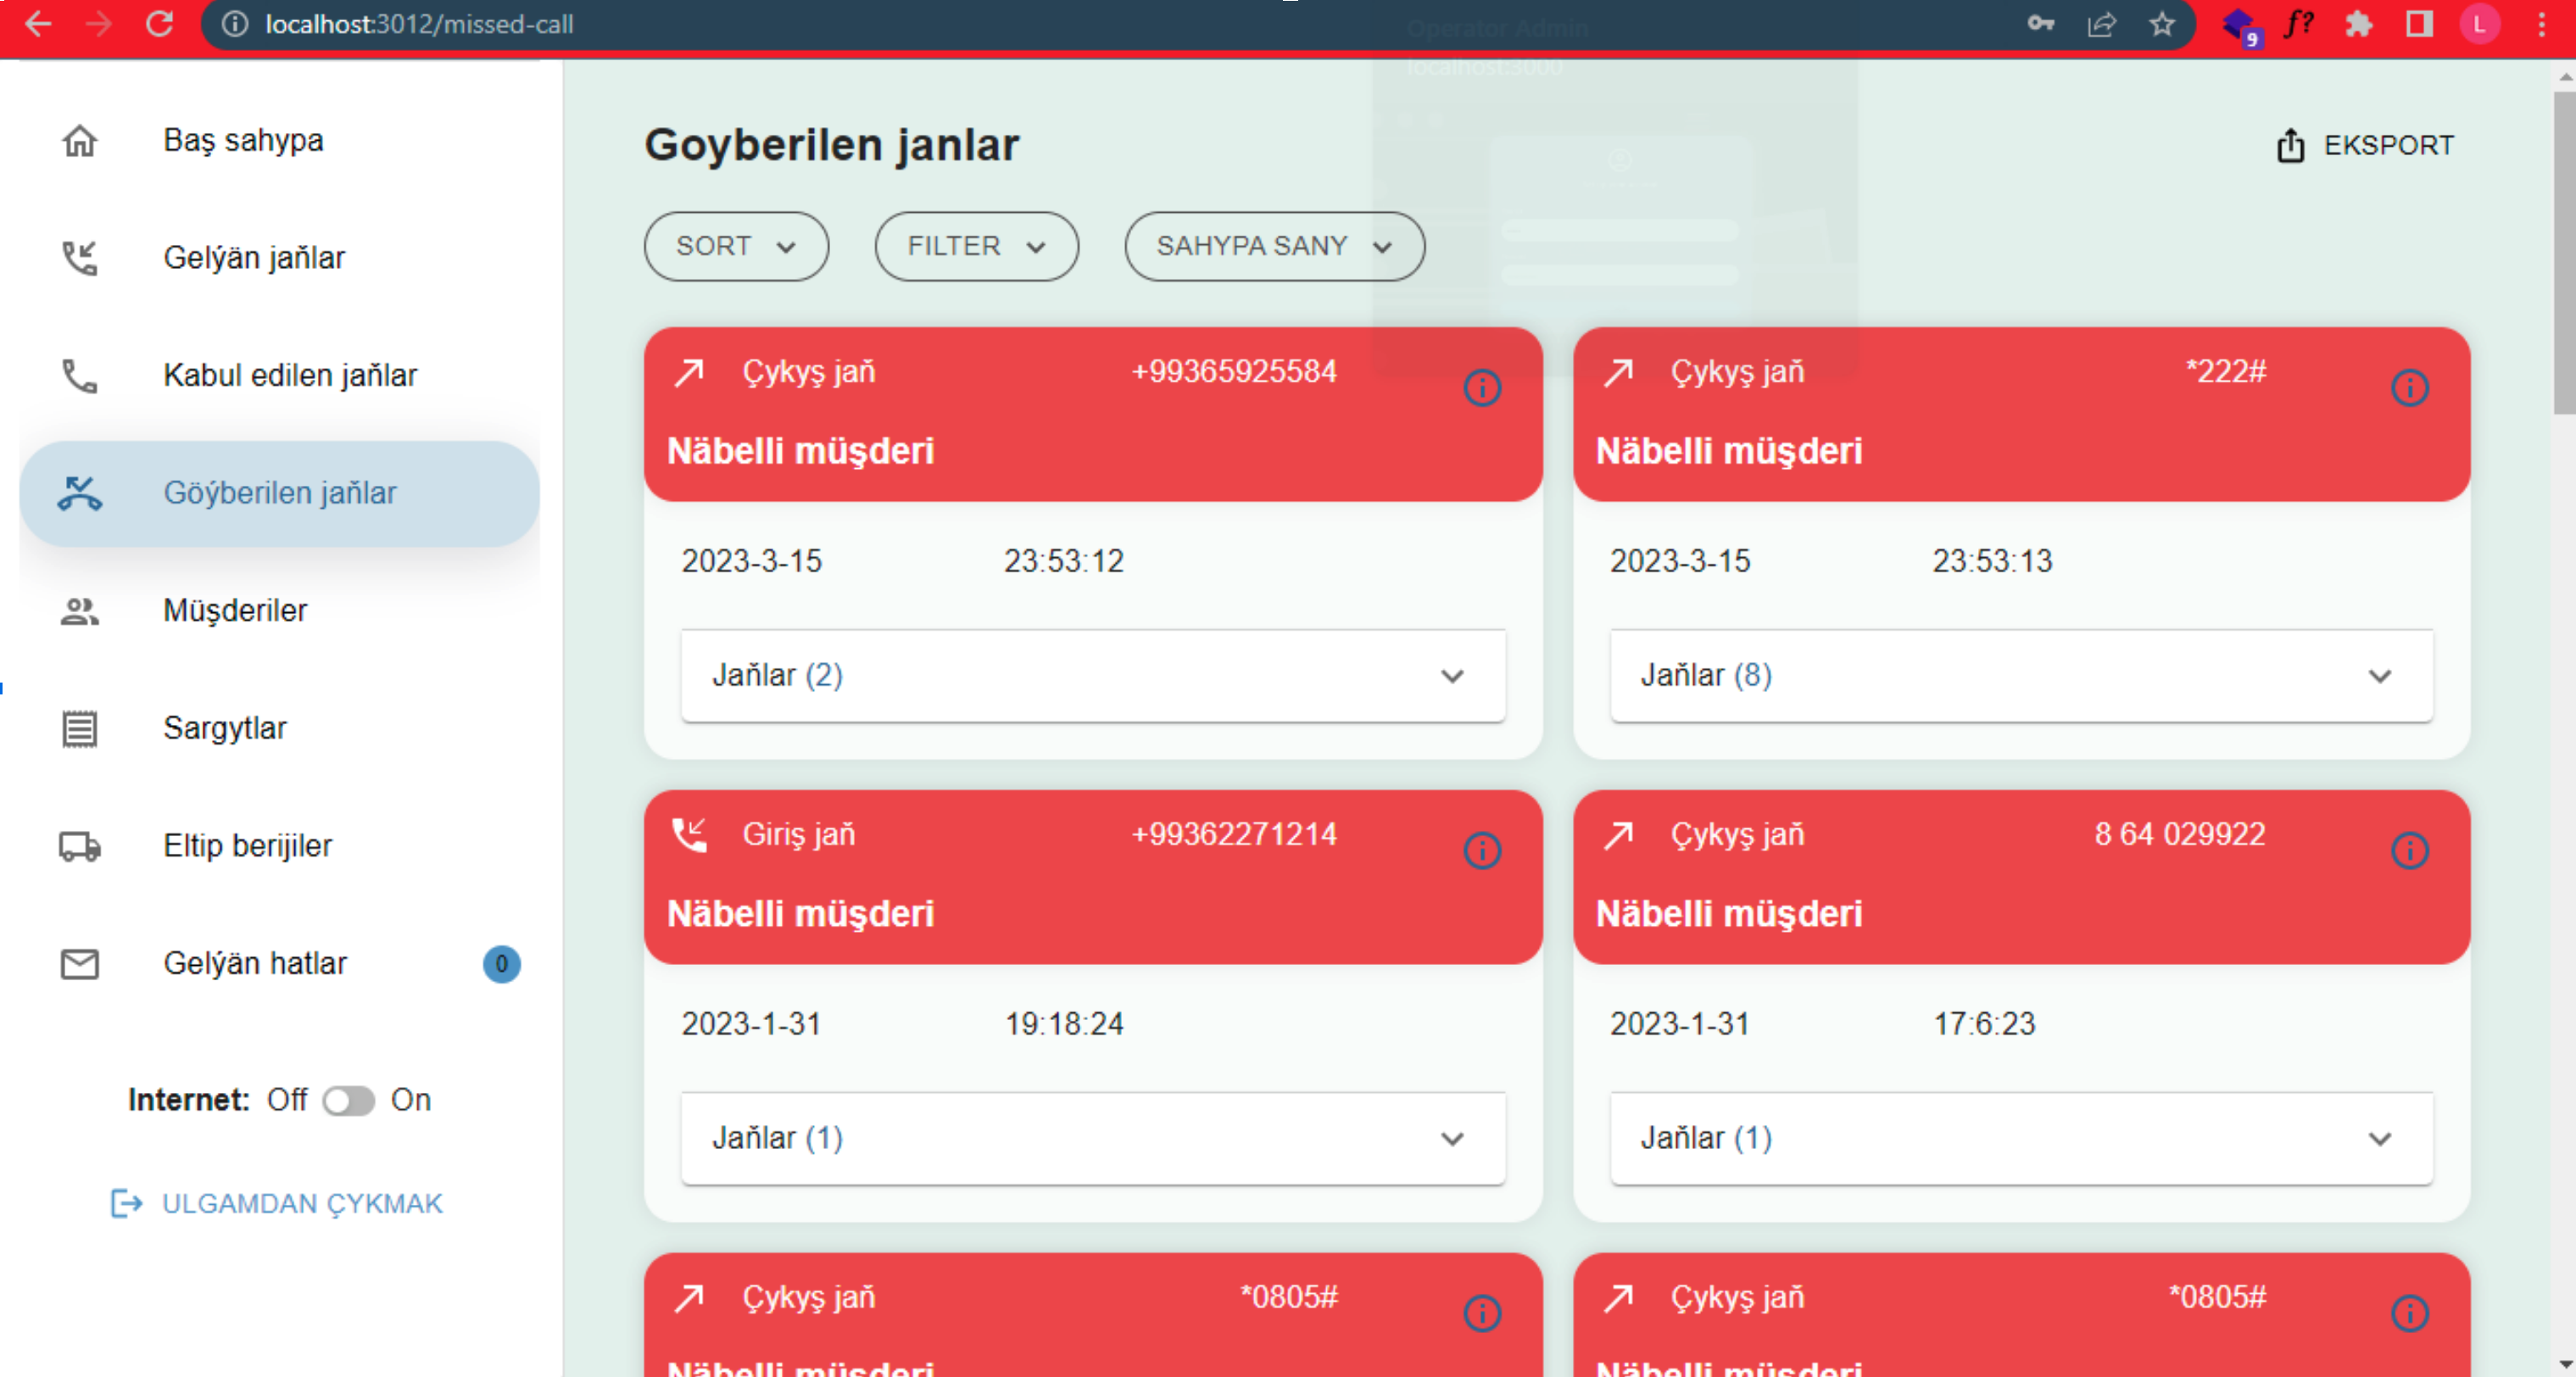 localhost:3012/missed-call
Operator Admin
localhost:3000
9
f?
L
Baş sahypa
Gelýän jaňlar
Kabul edilen jaňlar
Göýberilen jaňlar
Müşderiler
Sargytlar
Eltip berijiler
Gelýän hatlar 0
Internet: Off On
ULGAMDAN ÇYKMAK
Goyberilen janlar
EKSPORT
SORT
FILTER
SAHYPA SANY
Çykyş jaň +99365925584
Näbelli müşderi
2023-3-15 23:53:12
Jaňlar (2)
Çykyş jaň *222#
Näbelli müşderi
2023-3-15 23:53:13
Jaňlar (8)
Giriş jaň +99362271214
Näbelli müşderi
2023-1-31 19:18:24
Jaňlar (1)
Çykyş jaň 8 64 029922
Näbelli müşderi
2023-1-31 17:6:23
Jaňlar (1)
Çykyş jaň *0805#
Näbelli müşderi
Çykyş jaň *0805#
Näbelli müşderi